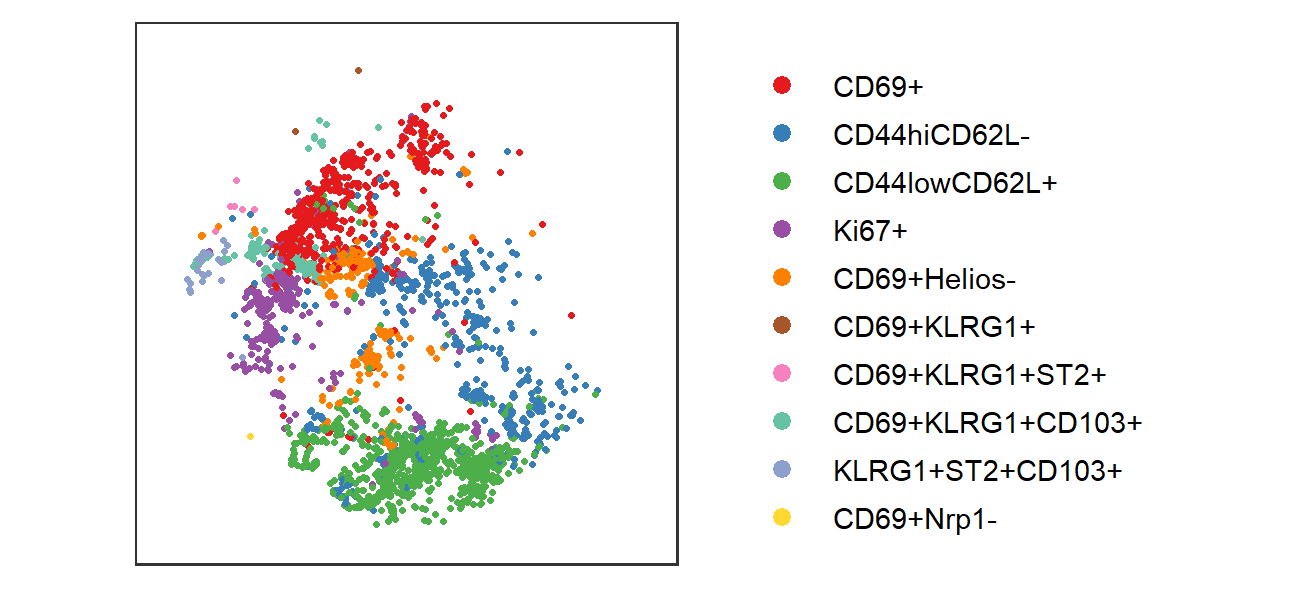 CD69+
CD44hiCD62L-
CD44lowCD62L+
Ki67+
CD69+Helios-
CD69+KLRG1+
CD69+KLRG1+ST2+
CD69+KLRG1+CD103+
KLRG1+ST2+CD103+
CD69+Nrp1-